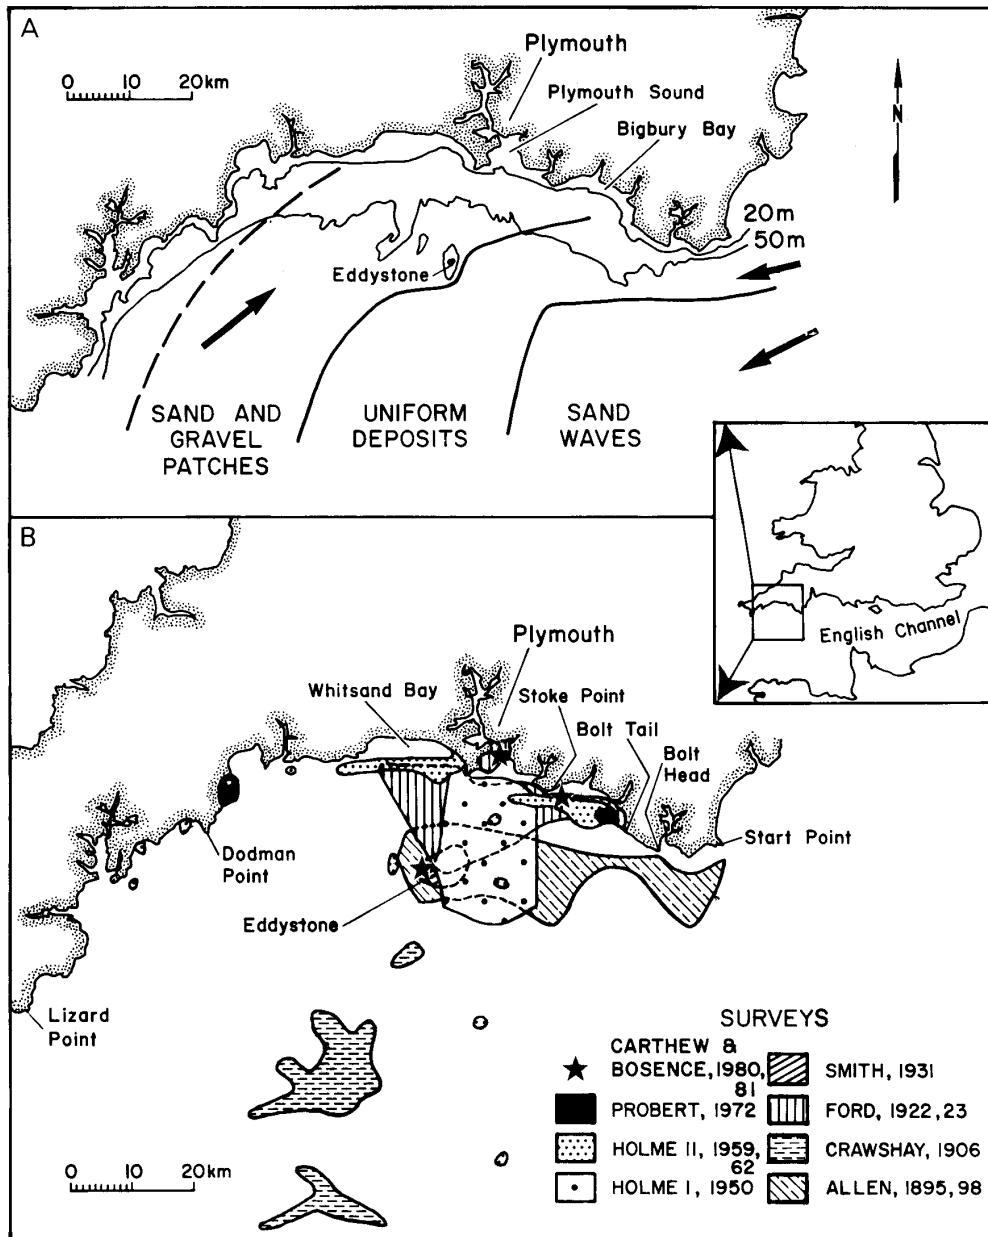 A
0 10 20km
Plymouth
Plymouth Sound
Bigbury Bay
N
20m
50m
Eddystone
SAND AND
GRAVEL
PATCHES
UNIFORM
DEPOSITS
SAND
WAVES
English Channel
B
Plymouth
Whitsand Bay
Stoke Point
Bolt Tail
Bolt
Head
Start Point
Dodman
Point
Eddystone
Lizard
Point
0 10 20km
SURVEYS
CARTHEW &
BOSENCE, 1980,
81
PROBERT, 1972
HOLME II, 1959,
62
HOLME I, 1950
SMITH, 1931
FORD, 1922,23
CRAWSHAY, 1906
ALLEN, 1895,98